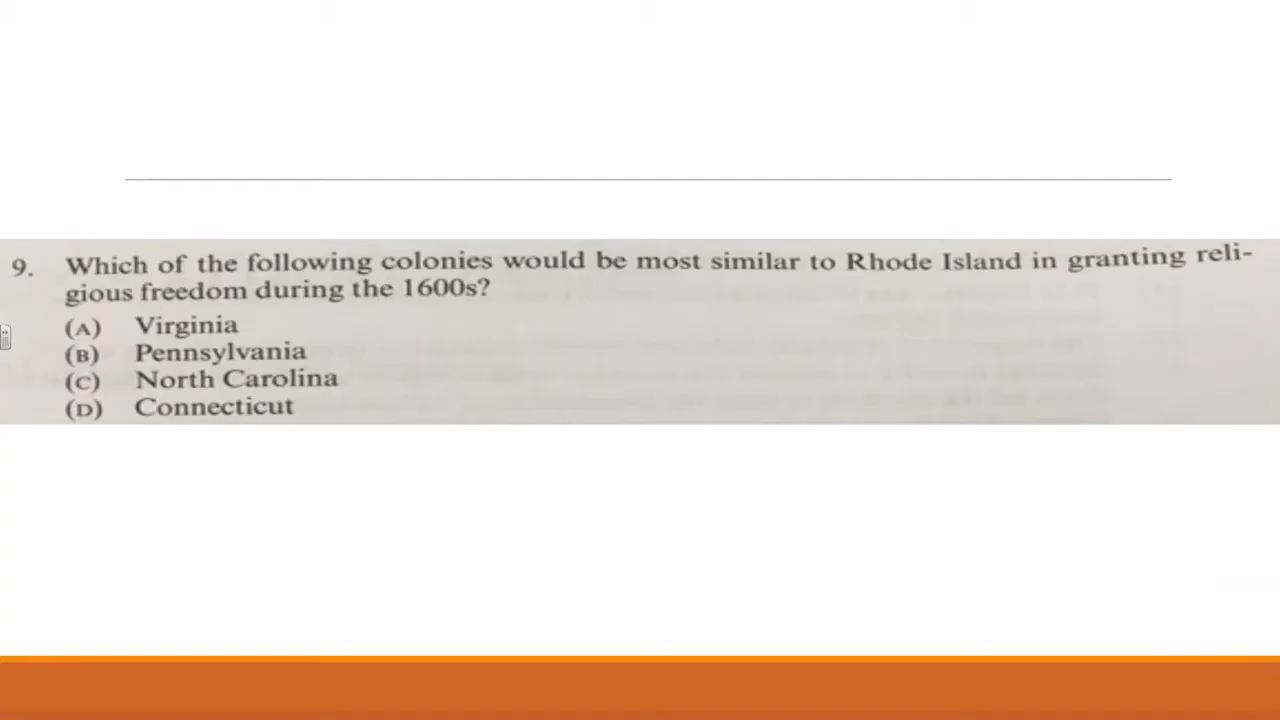 9. Which of the following colonies would be most similar to Rhode Island in granting reli-
gious freedom during the 1600s?
(A) Virginia
(B) Pennsylvania
(C) North Carolina
(D) Connecticut